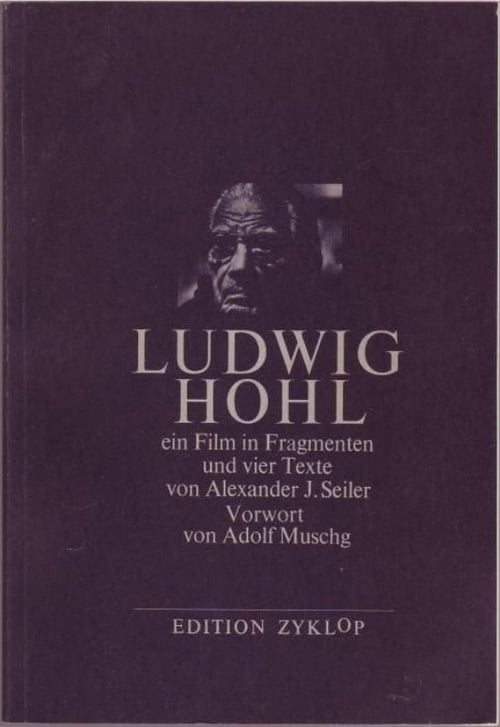 LUDWIG
HOHL
ein Film in Fragmenten
und vier Texte
von Alexander J. Seiler
Vorwort
von Adolf Muschg
EDITION ZYKLOP